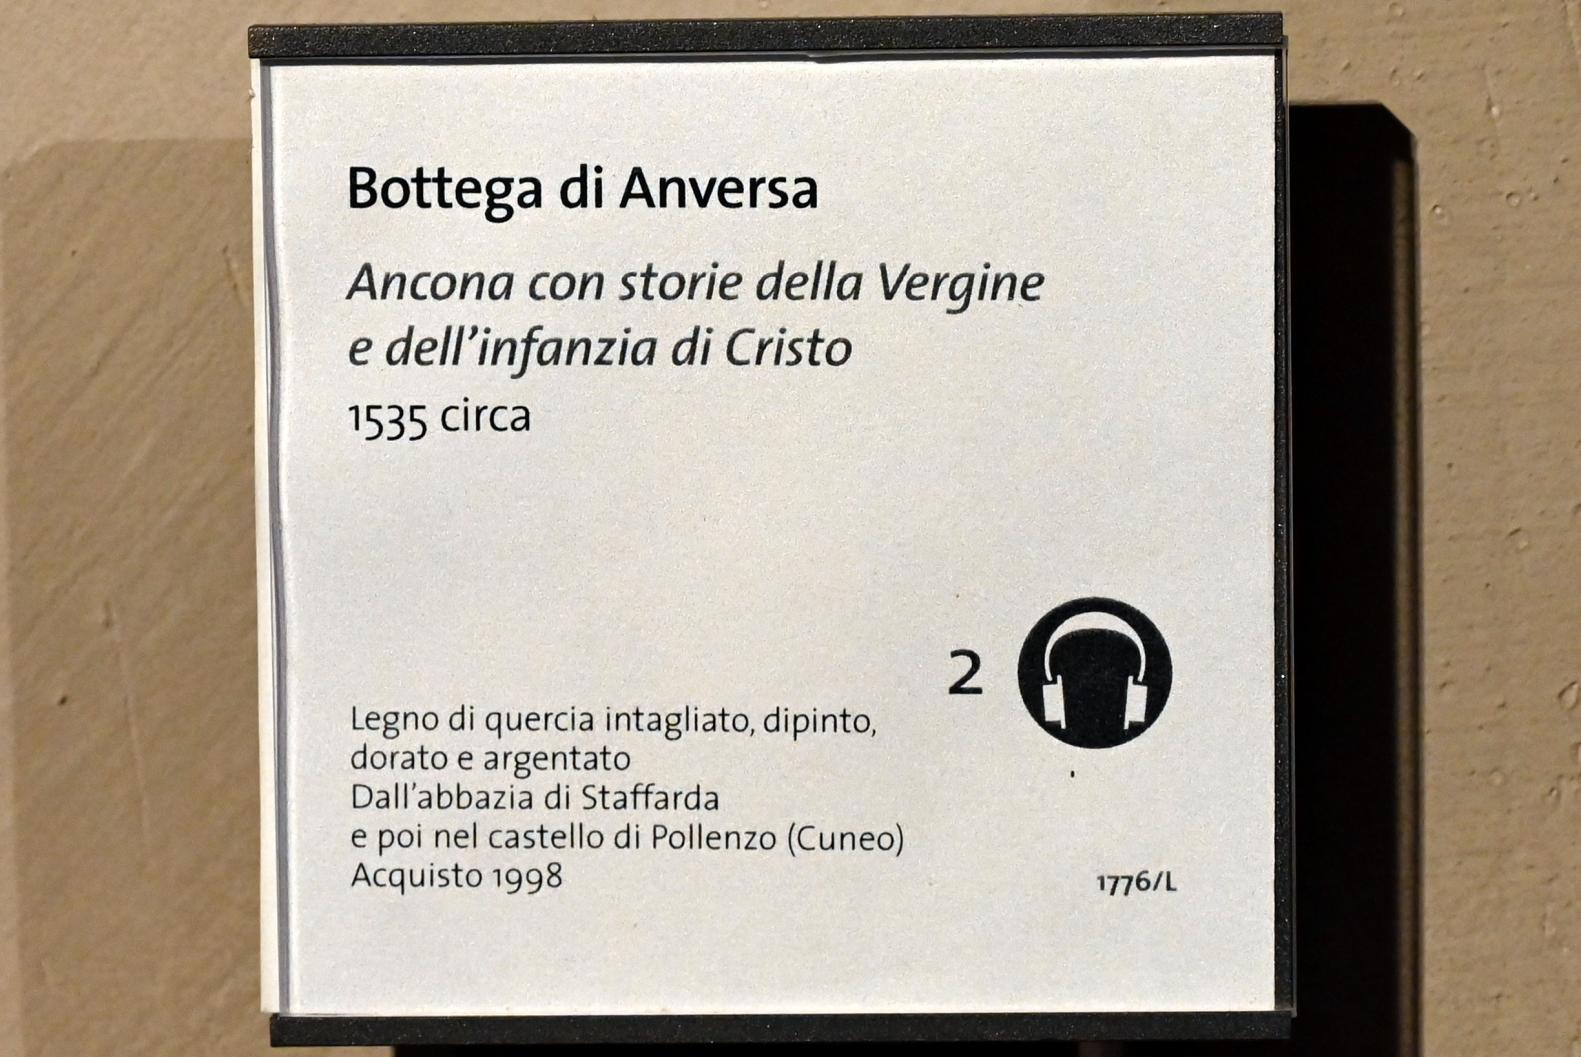 Bottega di Anversa
Ancona con storie della Vergine
e dell'infanzia di Cristo
1535 circa
2
Legno di quercia intagliato, dipinto,
dorato e argentato
Dall'abbazia di Staffarda
e poi nel castello di Pollenzo (Cuneo)
Acquisto 1998
1776/L